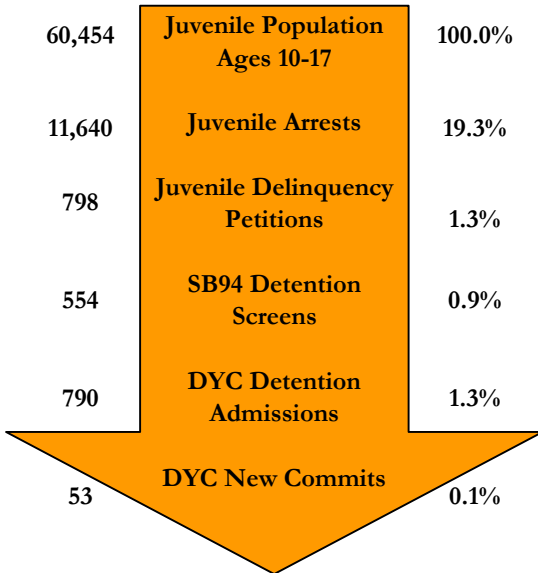 60,454 Juvenile Population 100.0%
Ages 10-17
11,640 Juvenile Arrests 19.3%
798 Juvenile Delinquency
Petitions 1.3%
554 SB94 Detention 0.9%
Screens
790 DYC Detention 1.3%
Admissions
DYC New Commits
53 0.1%